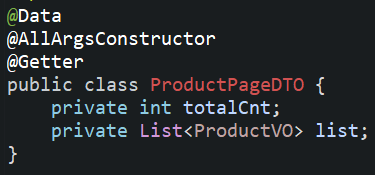 @Data
@AllArgsConstructor
@Getter
public class ProductPageDTO {
    private int totalCnt;
    private List<ProductVO> list;
}